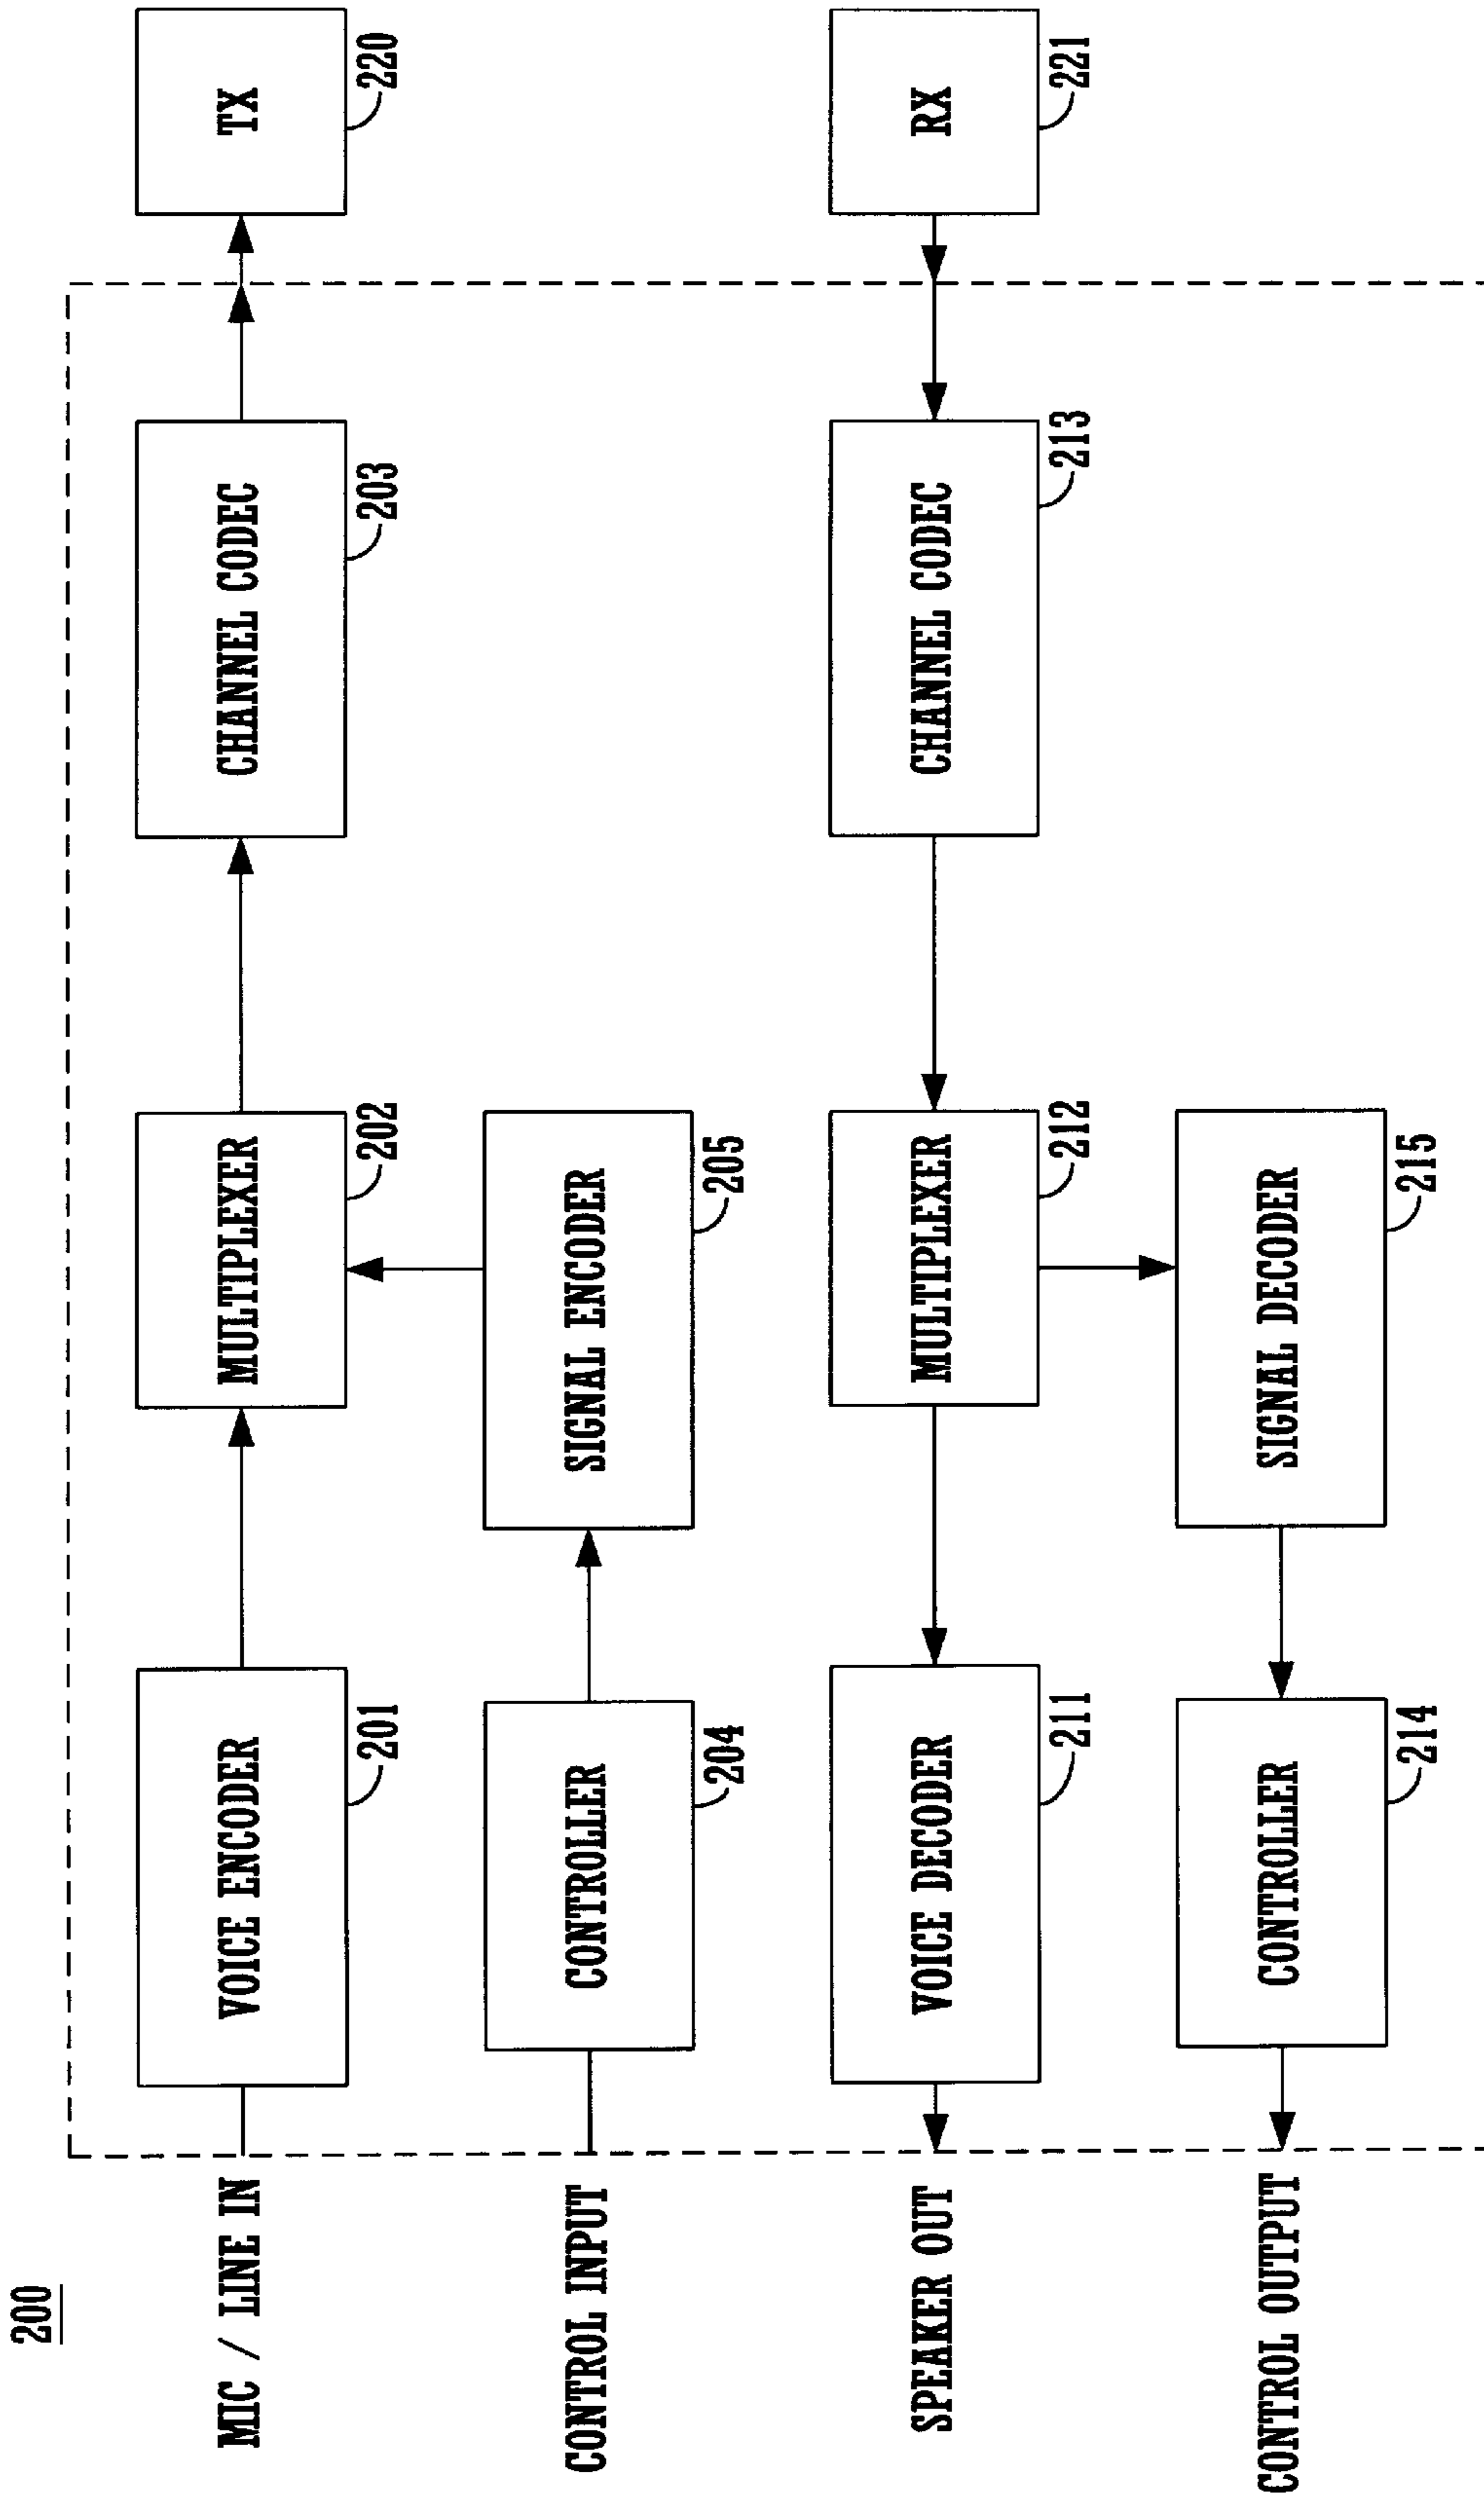 200
MIC / LINE IN
VOICE ENCODER
201
MULTIPLEXER
202
CHANNEL CODEC
203
TX
220
CONTROL INPUT
CONTROLLER
204
SIGNAL ENCODER
205
SPEAKER OUT
VOICE DECODER
211
MULTIPLEXER
212
CHANNEL CODEC
213
RX
221
CONTROL OUTPUT
CONTROLLER
214
SIGNAL DECODER
215